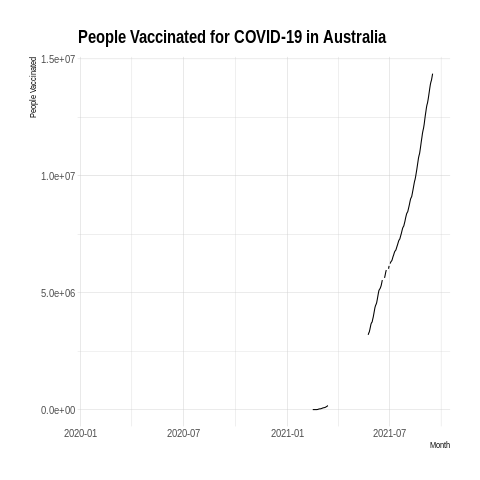 People Vaccinated for COVID-19 in Australia
People Vaccinated
1.5e+07
1.0e+07
5.0e+06
0.0e+00
2020-01
2020-07
2021-01
2021-07
Month